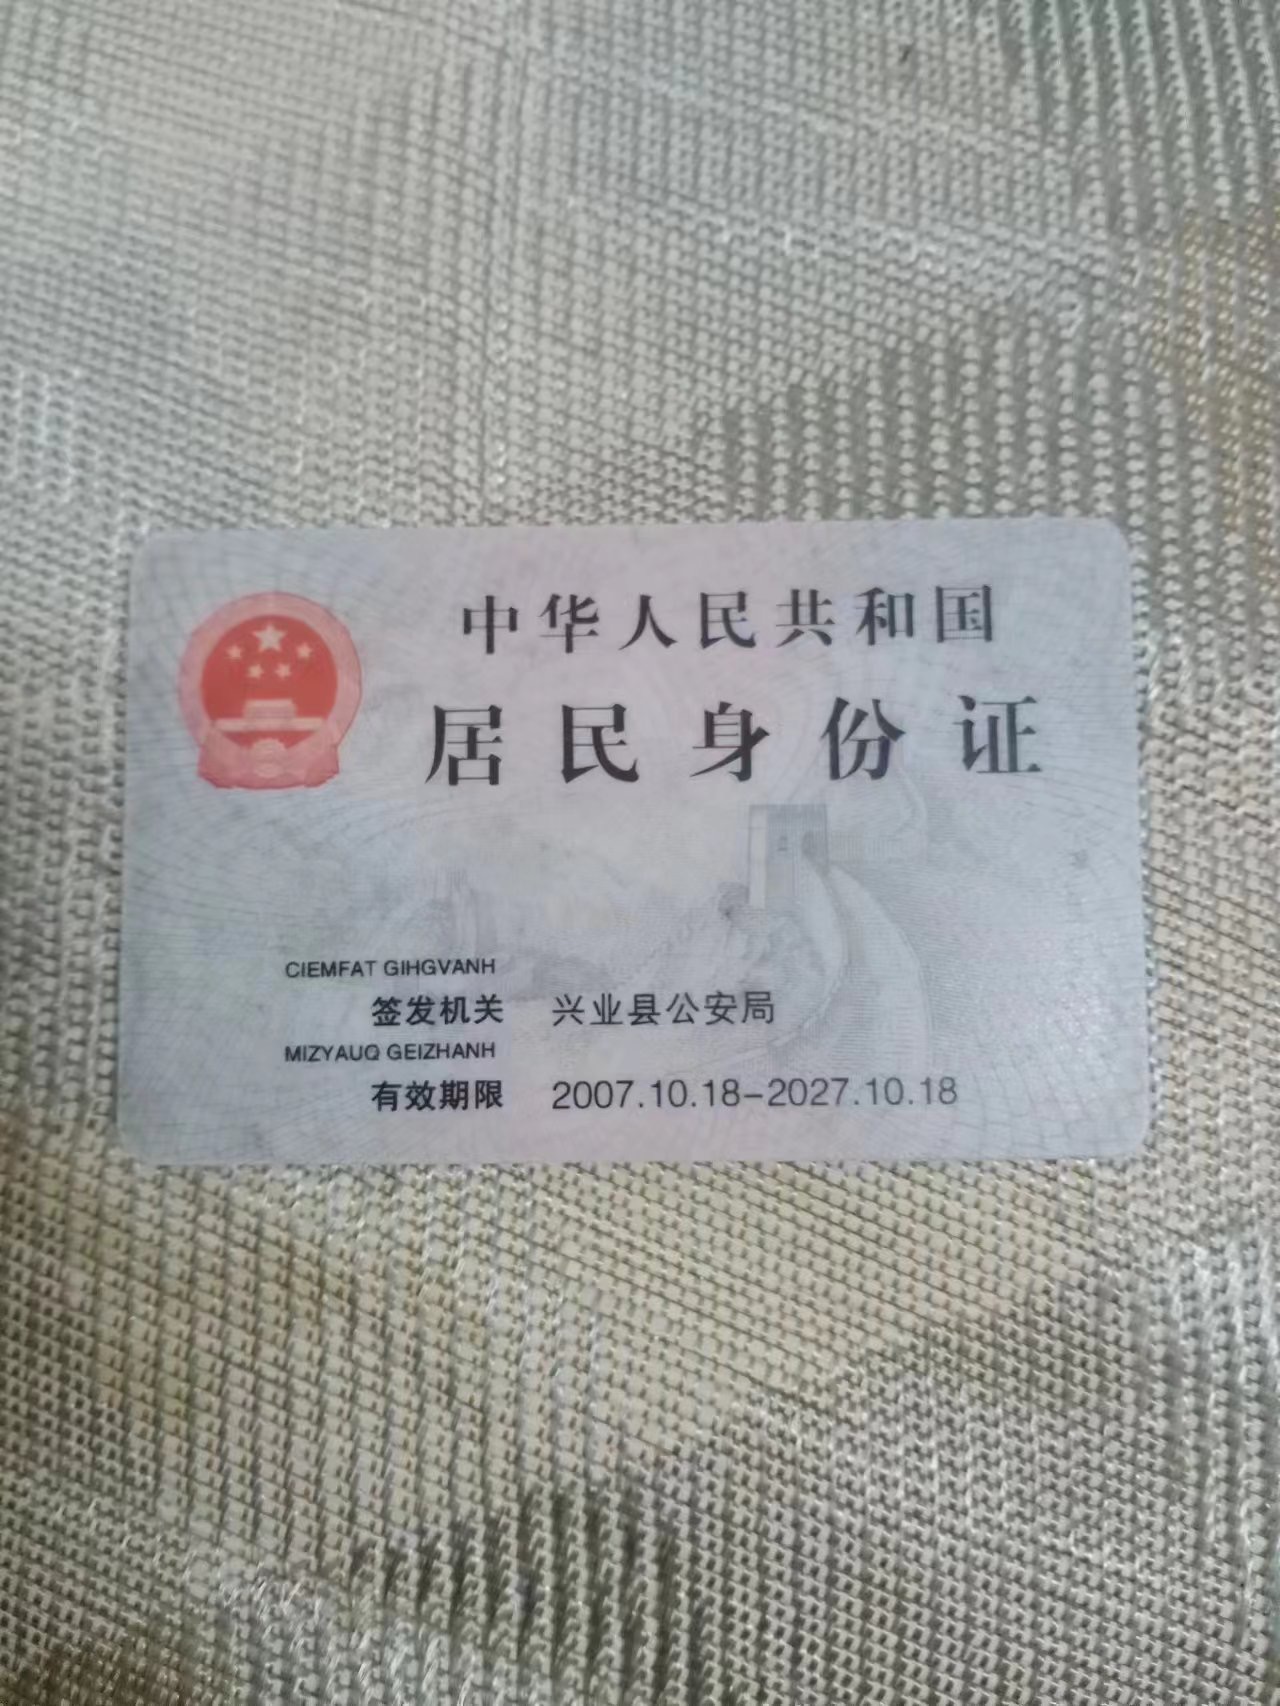 中华人民共和国
居民身份证
CIEMFAT GIHGVANH
签发机关 兴业县公安局
MIZYAUQ GEIZHANH
有效期限 2007.10.18-2027.10.18